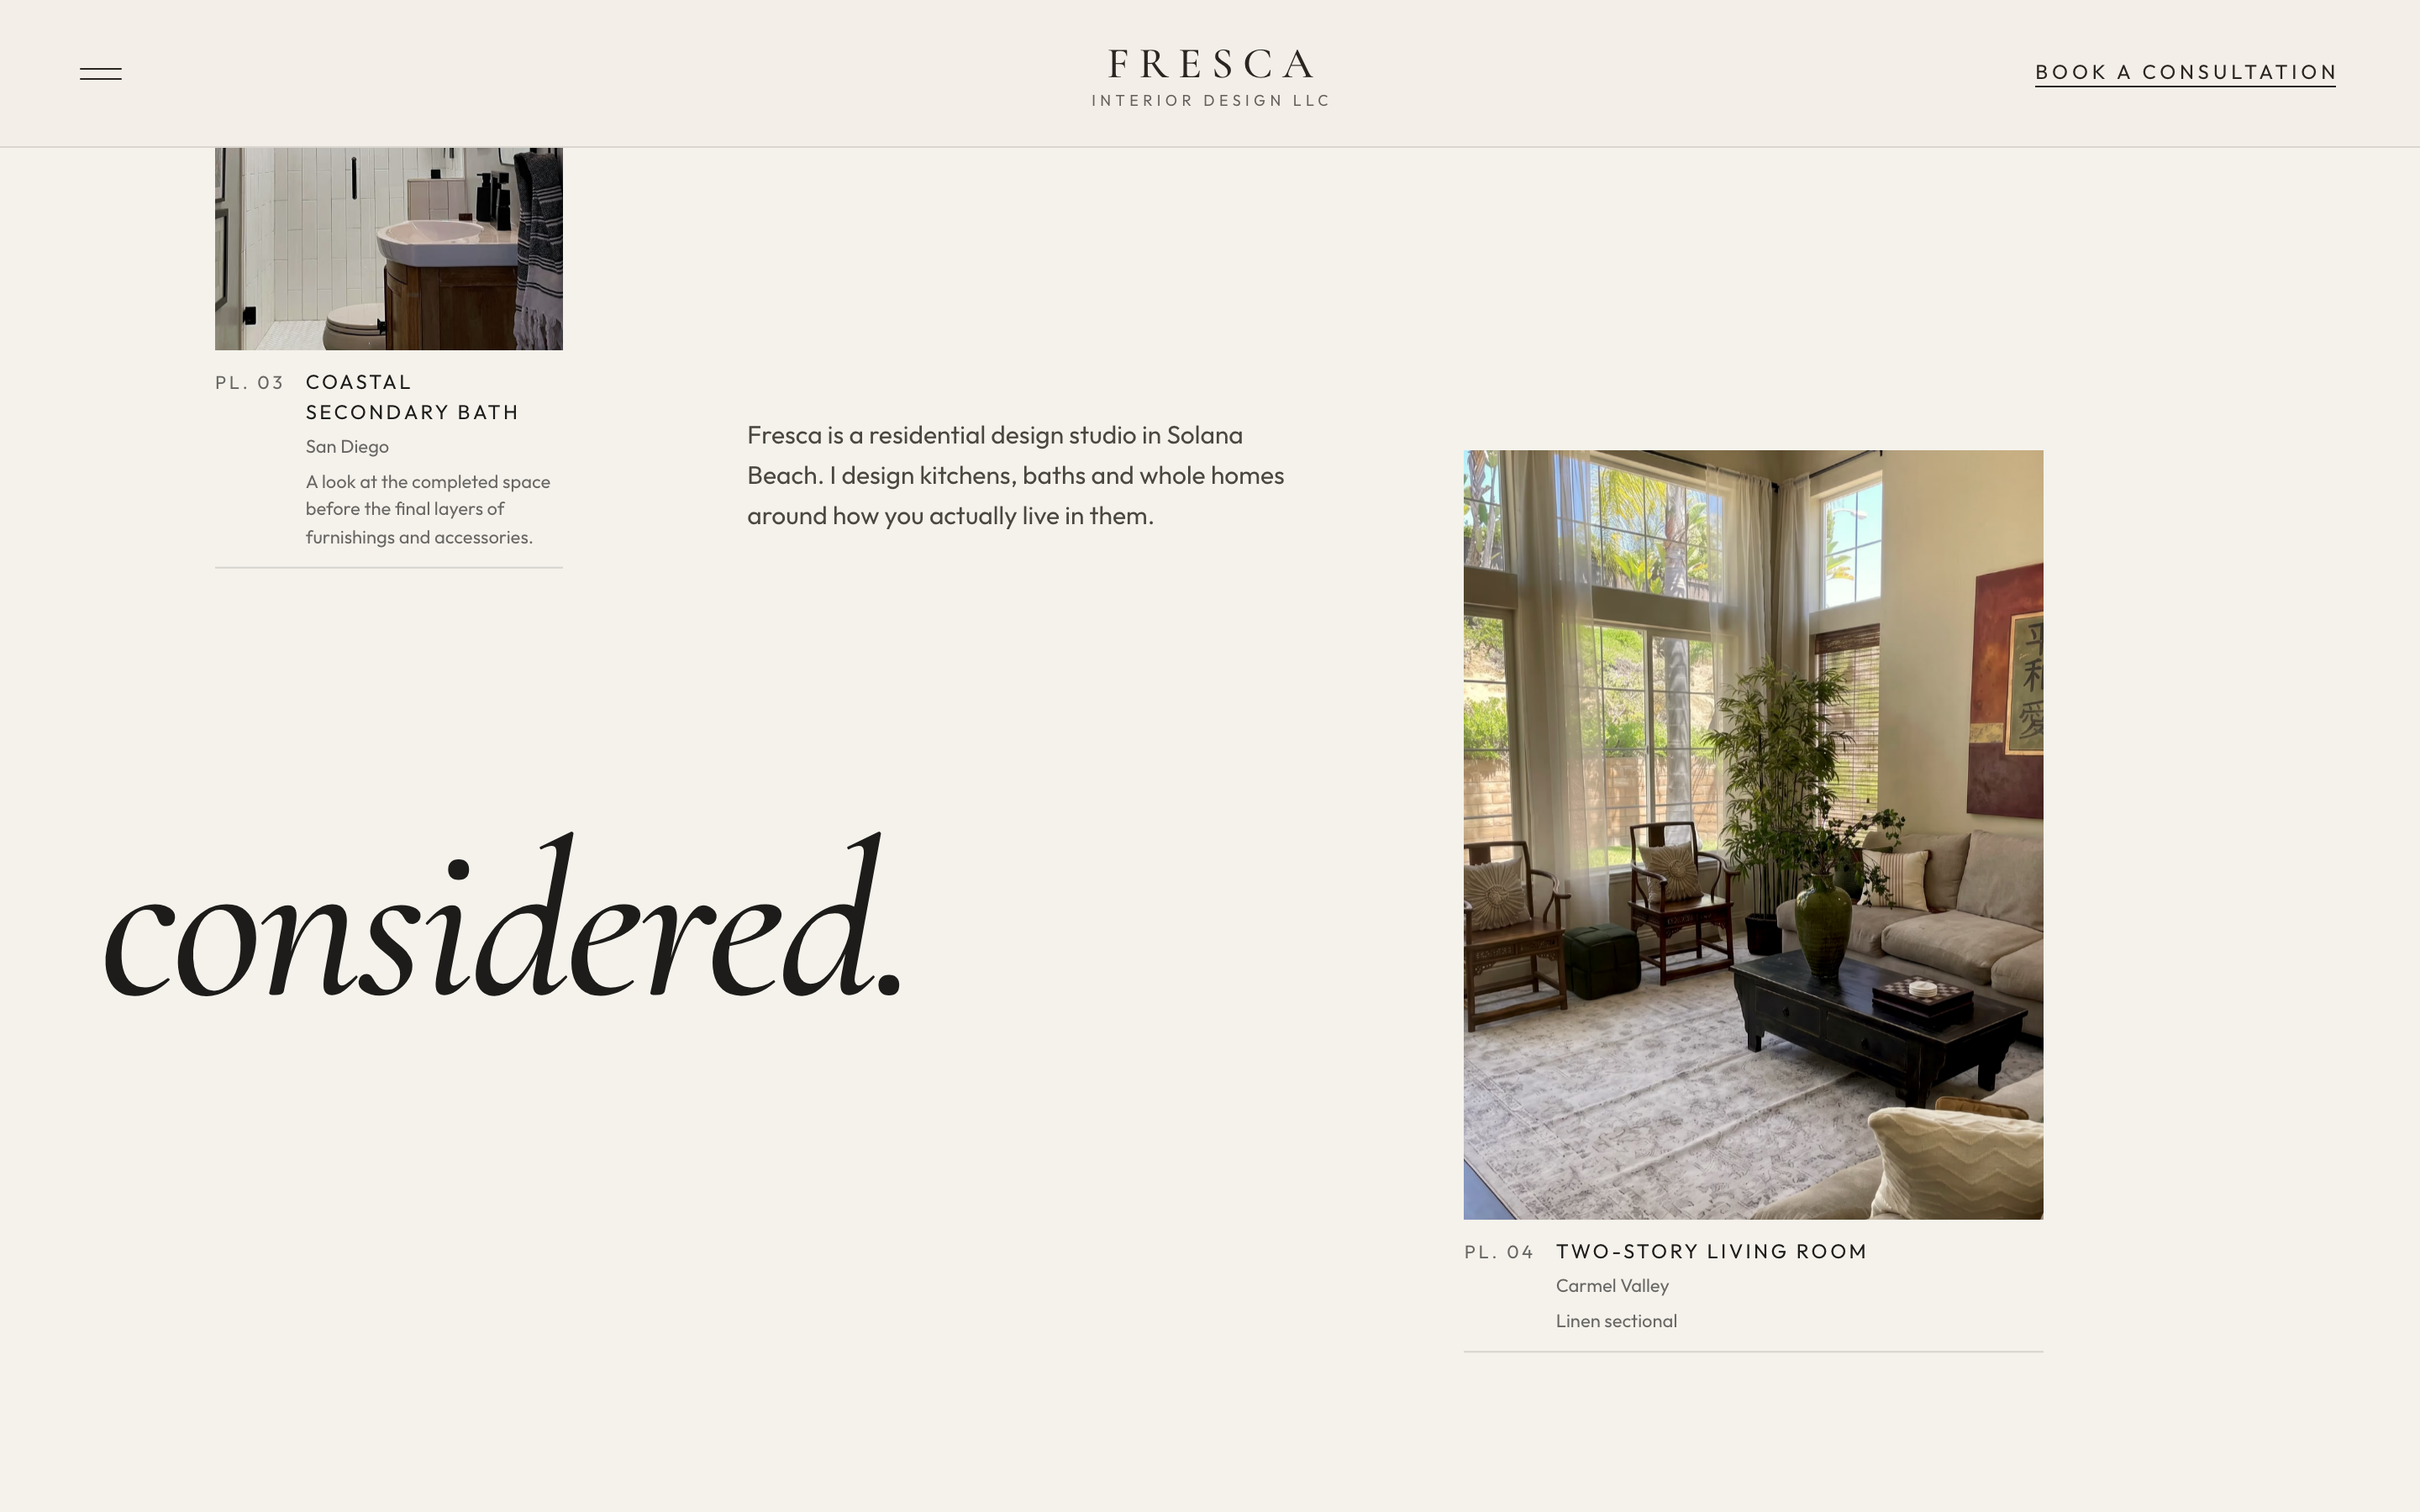 FRESCA
INTERIOR DESIGN LLC
BOOK A CONSULTATION
PL. 03 COASTAL
SECONDARY BATH
San Diego
A look at the completed space
before the final layers of
furnishings and accessories.
Fresca is a residential design studio in Solana
Beach. I design kitchens, baths and whole homes
around how you actually live in them.
considered.
平
和
愛
PL. 04 TWO-STORY LIVING ROOM
Carmel Valley
Linen sectional